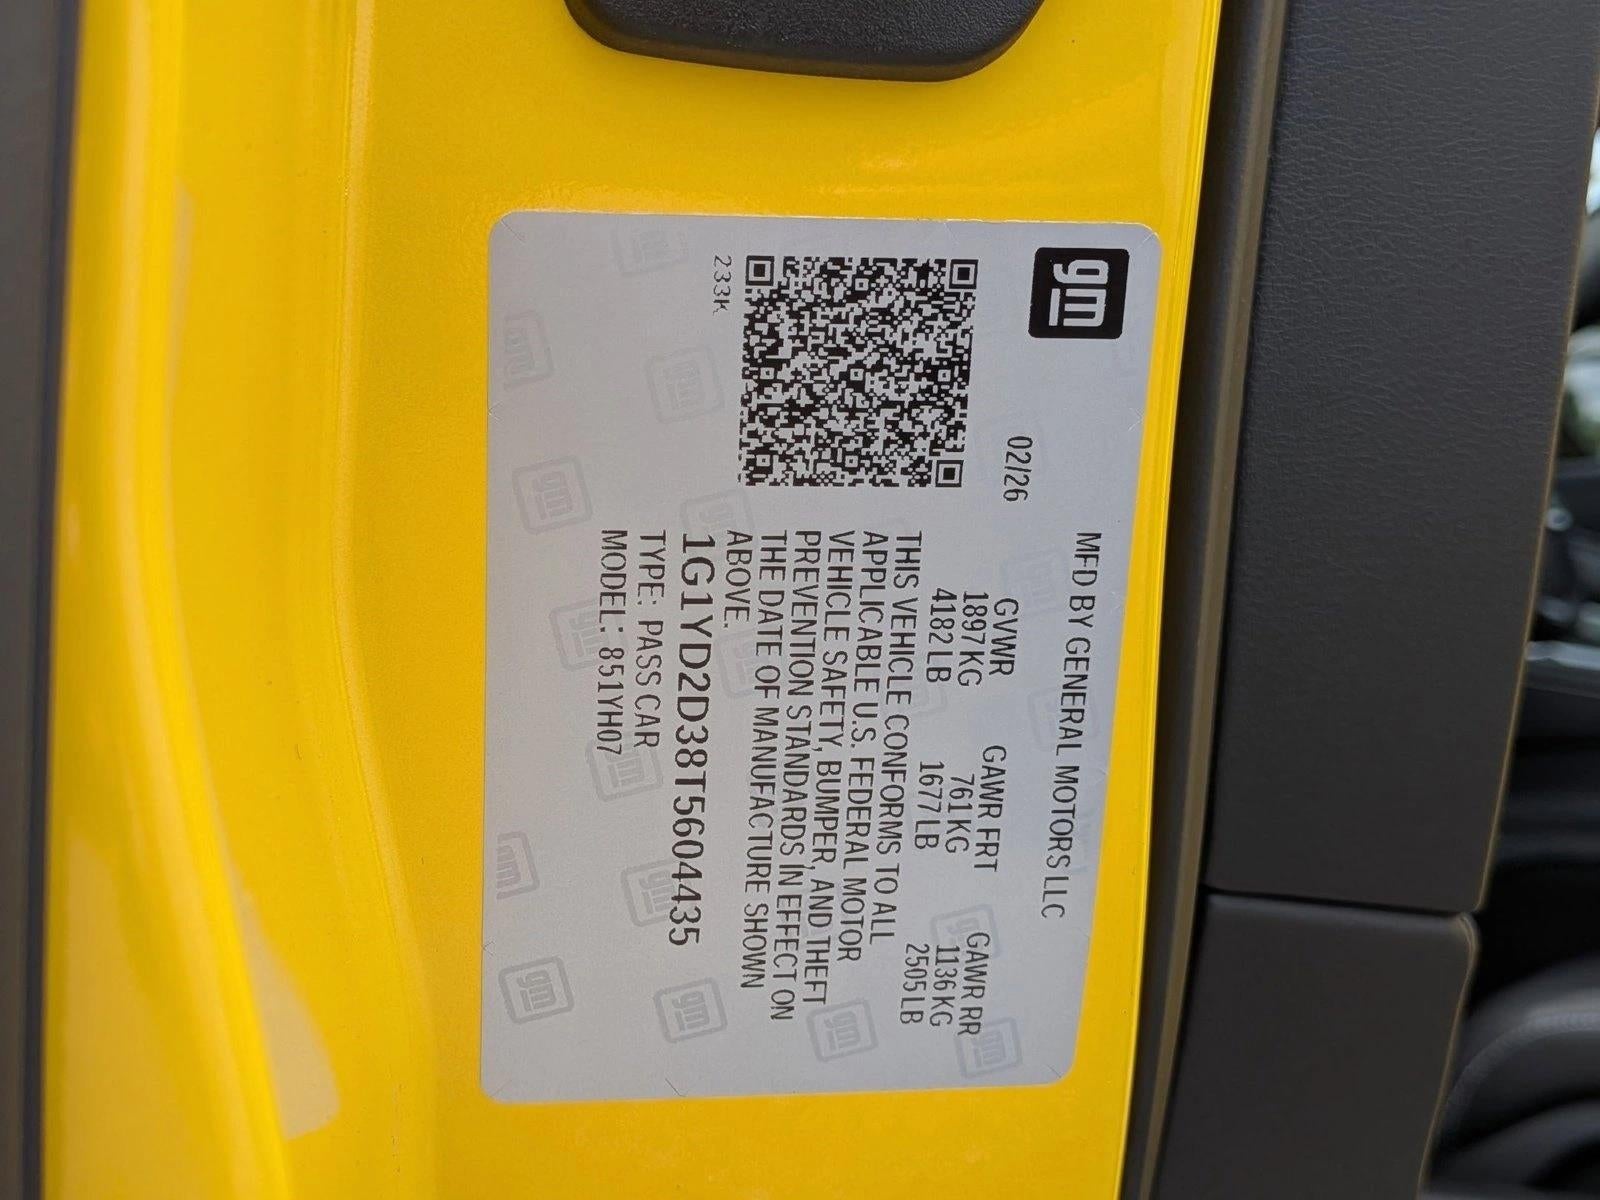 gm
MFD BY GENERAL MOTORS LLC
02/26
GVWR GAWR FRT GAWR RR
1897 KG 761 KG 1136 KG
4182 LB 1677 LB 2505 LB
THIS VEHICLE CONFORMS TO ALL
APPLICABLE U.S. FEDERAL MOTOR
VEHICLE SAFETY, BUMPER, AND THEFT
PREVENTION STANDARDS IN EFFECT ON
THE DATE OF MANUFACTURE SHOWN
ABOVE.
233K
1G1YD2D38T5604435
TYPE: PASS CAR
MODEL: 851YH07